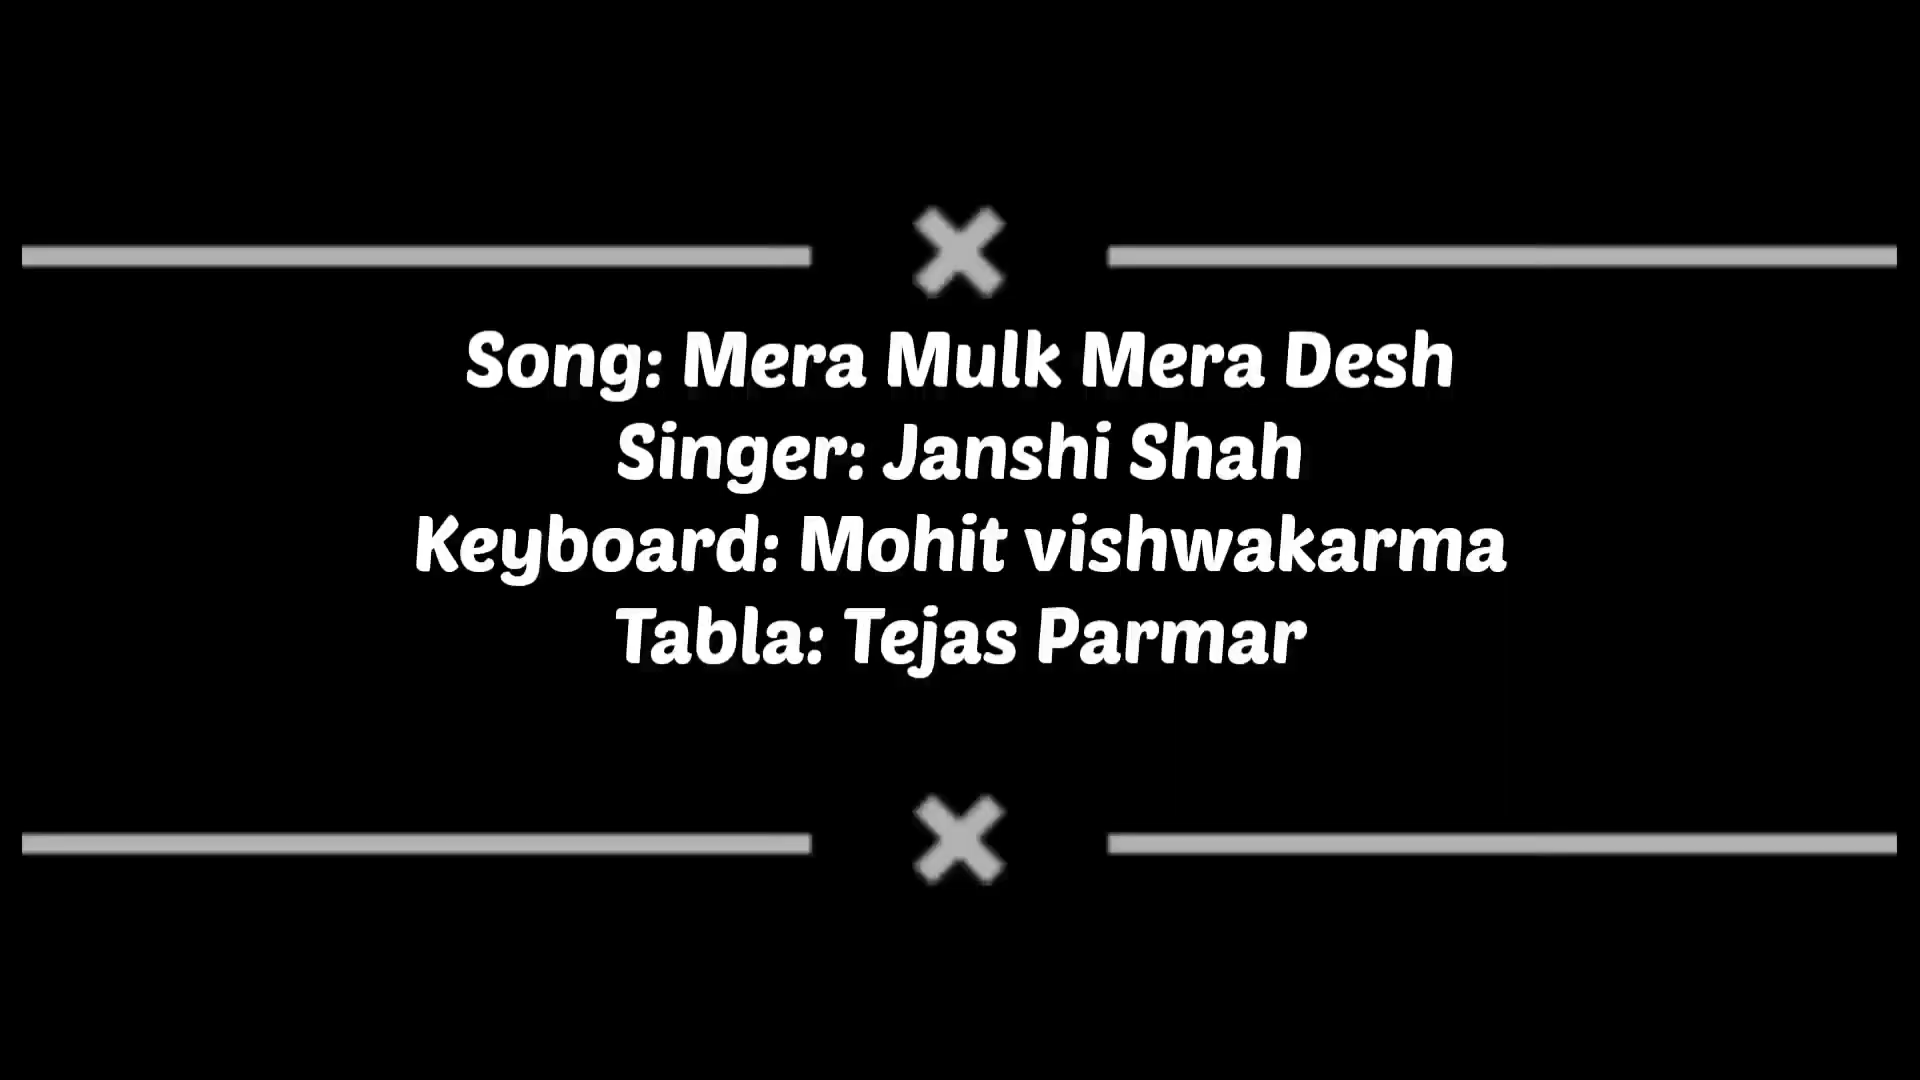 Song: Mera Mulk Mera Desh
Singer: Janshi Shah
Keyboard: Mohit vishwakarma
Tabla: Tejas Parmar